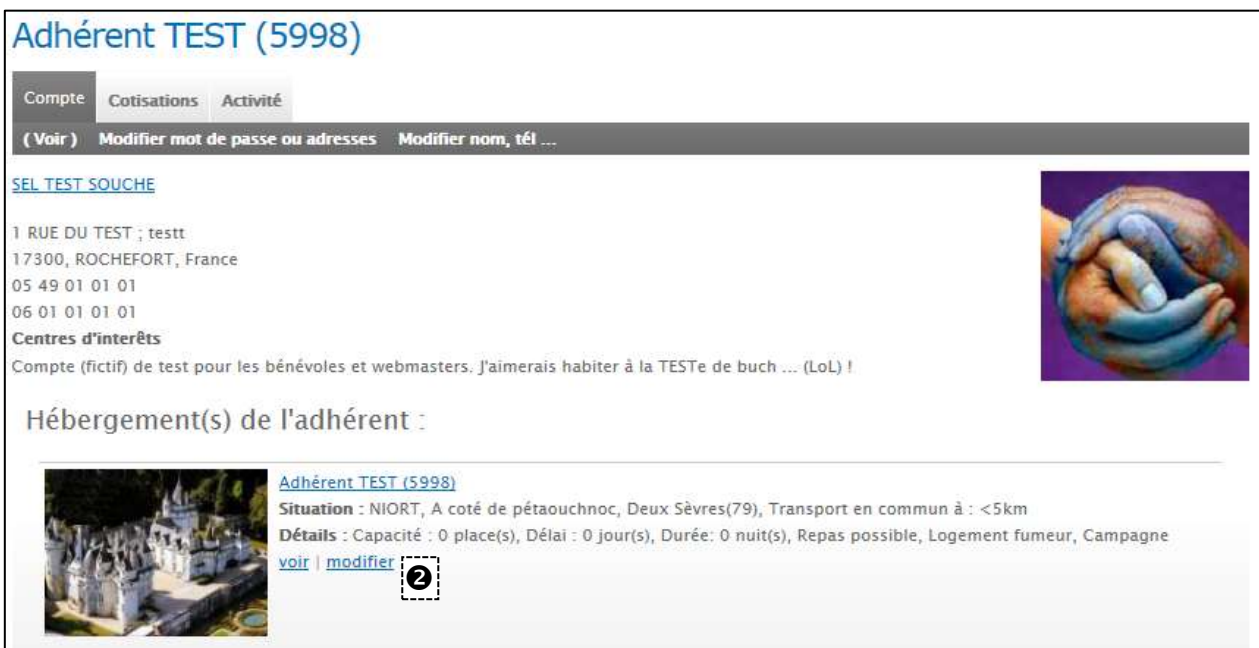 Adhérent TEST (5998)
Compte Cotisations Activité
( Voir ) Modifier mot de passe ou adresses Modifier nom, tél ...
SEL TEST SOUCHE
1 RUE DU TEST ; testt
17300, ROCHEFORT, France
05 49 01 01 01
06 01 01 01 01
Centres d'interêts
Compte (fictif) de test pour les bénévoles et webmasters. J'aimerais habiter à la TESTe de buch ... (LoL) !
Hébergement(s) de l'adhérent :
Adhérent TEST (5998)
Situation : NIORT, A coté de pétaouchnoc, Deux Sèvres(79), Transport en commun à : <5km
Détails : Capacité : 0 place(s), Délai : 0 jour(s), Durée: 0 nuit(s), Repas possible, Logement fumeur, Campagne
voir | modifier ❷